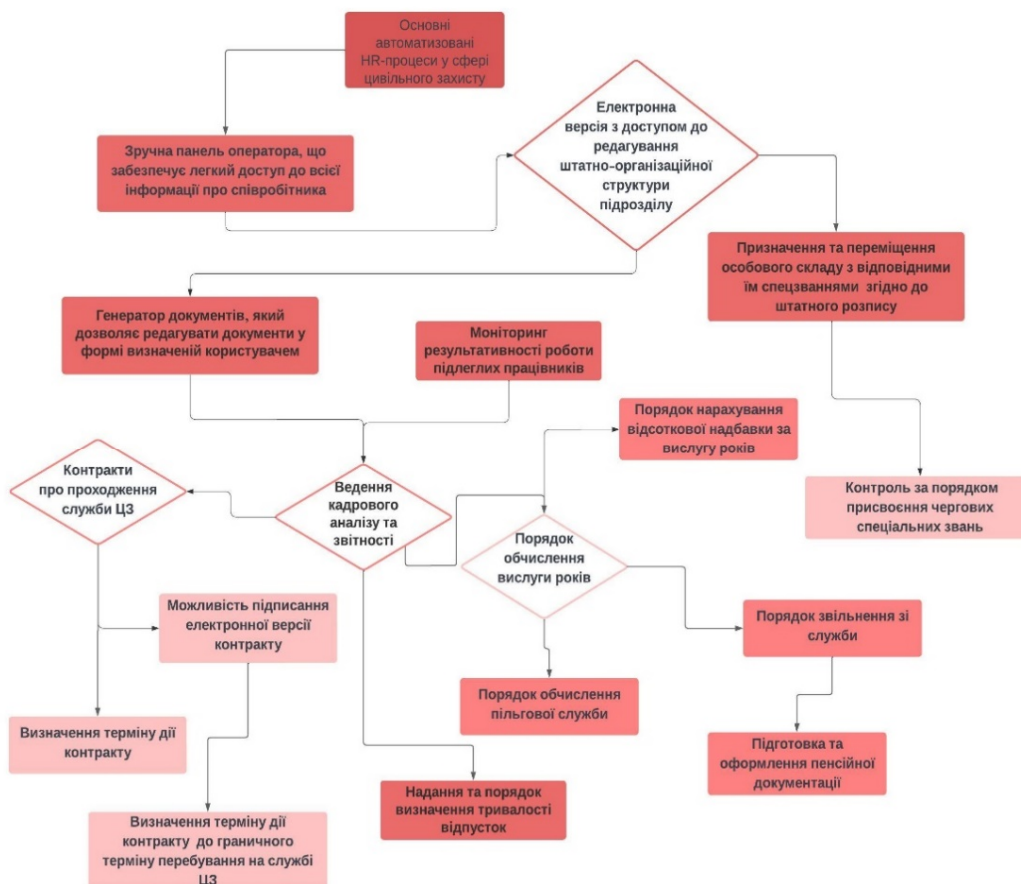 Основні
автоматизовані
HR-процеси у сфері
цивільного захисту
Зручна панель оператора, що
забезпечує легкий доступ до всієї
інформації про співробітника
Електронна
версія з доступом до
редагування
штатно-організаційної
структури
підрозділу
Призначення та переміщення
особового складу з відповідними
їм спецзваннями згідно до
штатного розпису
Генератор документів, який
дозволяє редагувати документи у
формі визначеній користувачем
Моніторинг
результативності роботи
підлеглих працівників
Порядок нарахування
відсоткової надбавки за
вислугу років
Контракти
про проходження
служби ЦЗ
Ведення
кадрового
аналізу та
звітності
Контроль за порядком
присвоєння чергових
спеціальних звань
Порядок
обчислення
вислуги років
Можливість підписання
електронної версії
контракту
Порядок звільнення зі
служби
Порядок обчислення
пільгової служби
Визначення терміну дії
контракту
Підготовка та
оформлення пенсійної
документації
Надання та порядок
визначення тривалості
відпусток
Визначення терміну дії
контракту до граничного
терміну перебування на службі
ЦЗ